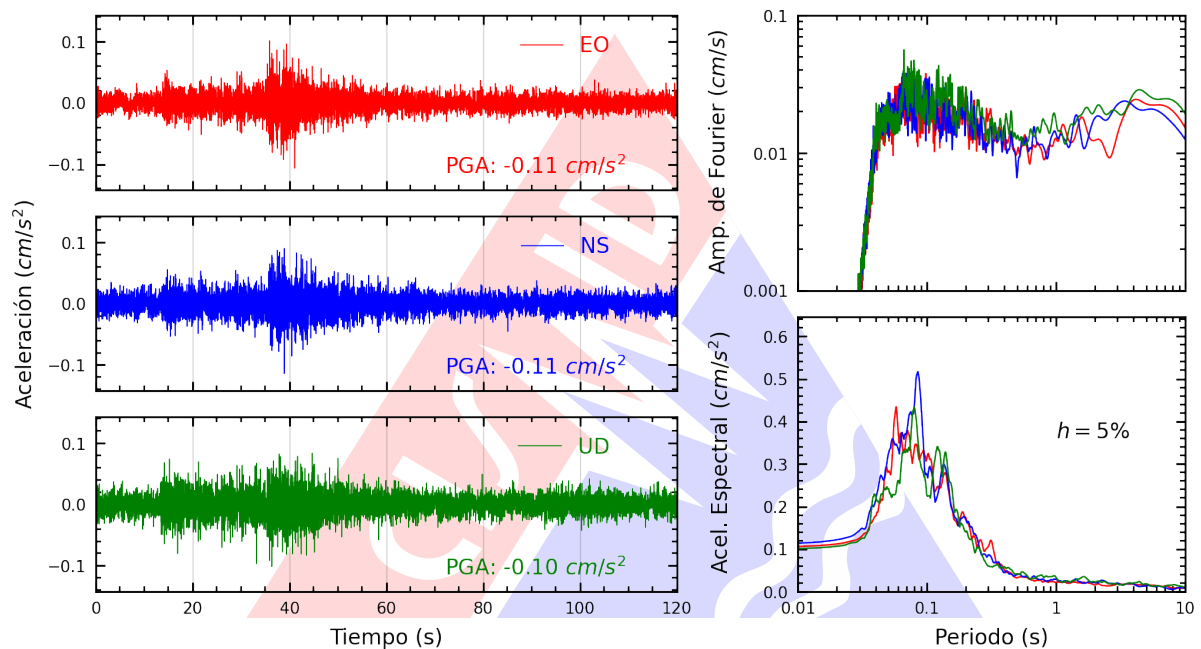 Aceleración (cm/s²)
0.1
0.0
−0.1
EO
PGA: -0.11 cm/s²
0.1
0.0
−0.1
NS
PGA: -0.11 cm/s²
0.1
0.0
−0.1
UD
PGA: -0.10 cm/s²
0 20 40 60 80 100 120
Tiempo (s)
Amp. de Fourier (cm/s)
0.1
0.01
0.001
Acel. Espectral (cm/s²)
0.6
0.5
0.4
0.3
0.2
0.1
0.0
h = 5%
0.01 0.1 1 10
Periodo (s)